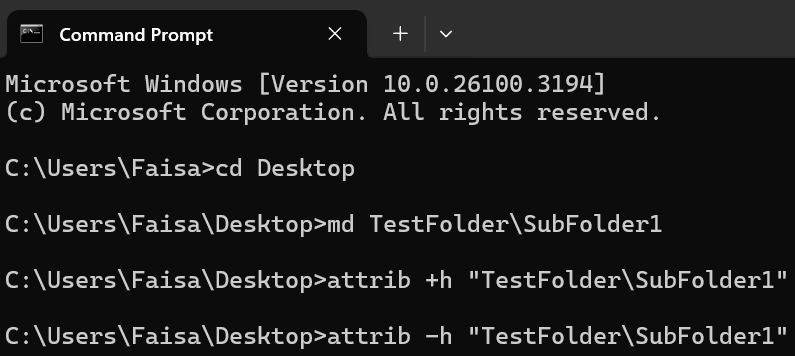 Command Prompt
Microsoft Windows [Version 10.0.26100.3194]
(c) Microsoft Corporation. All rights reserved.
C:\Users\Faisa>cd Desktop
C:\Users\Faisa\Desktop>md TestFolder\SubFolder1
C:\Users\Faisa\Desktop>attrib +h "TestFolder\SubFolder1"
C:\Users\Faisa\Desktop>attrib -h "TestFolder\SubFolder1"